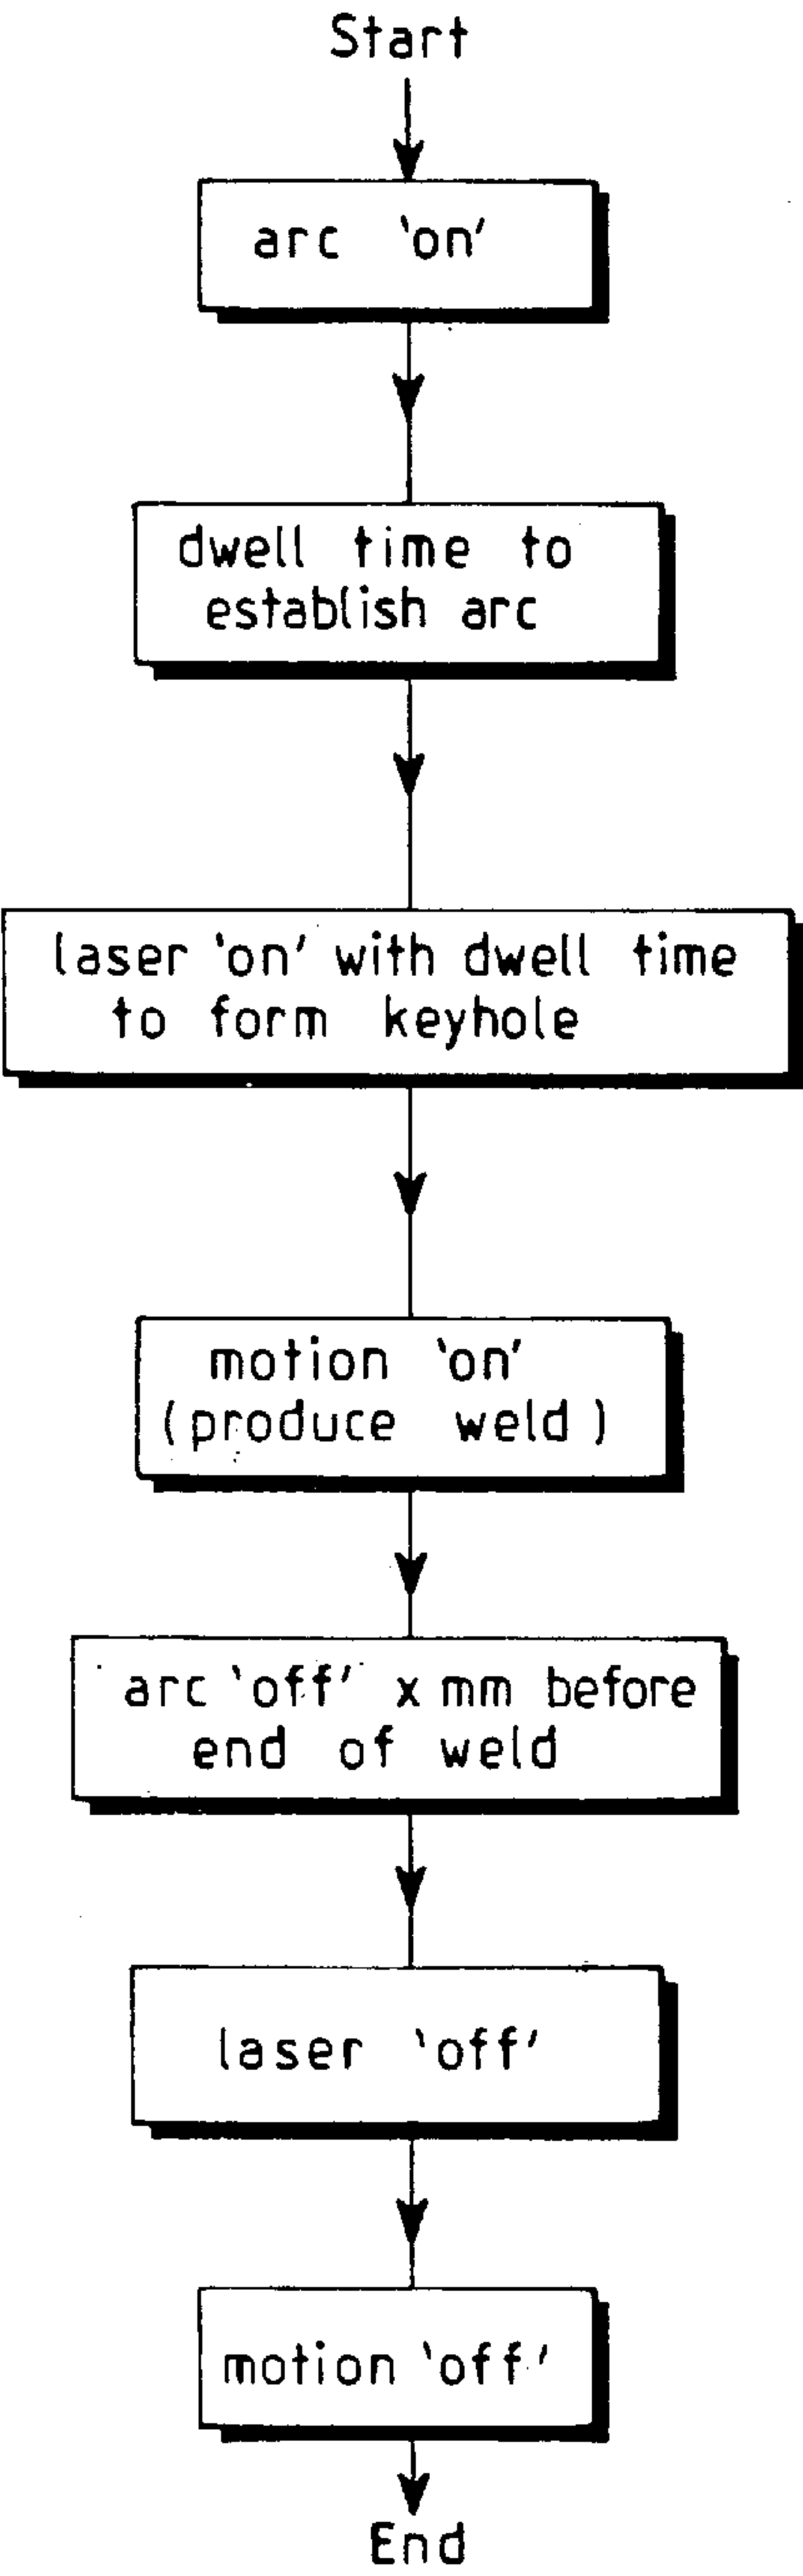 Start
arc 'on'
dwell time to
establish arc
laser 'on' with dwell time
to form keyhole
motion 'on'
(produce weld)
arc 'off' x mm before
end of weld
laser 'off'
motion 'off'
End